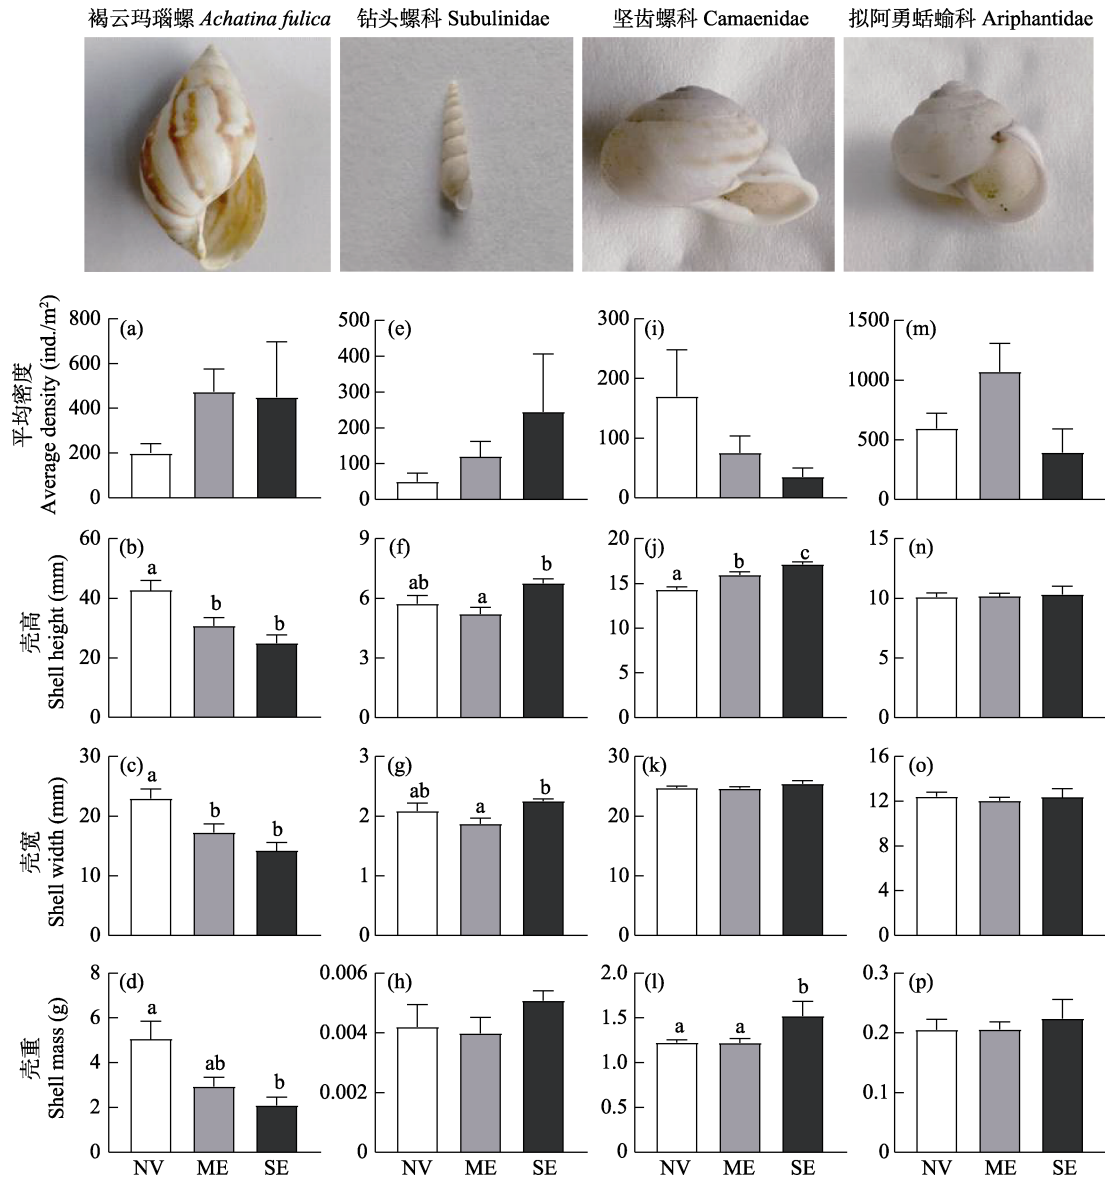 褐云玛瑙螺 Achatina fulica
钻头螺科 Subulinidae
坚齿螺科 Camaenidae
拟阿勇蛞蝓科 Ariphantidae
平均密度
Average density (ind./m²)
800
600
400
200
0
(a)
500
400
300
200
100
0
(e)
300
200
100
0
(i)
1500
1000
500
0
(m)
壳高
Shell height (mm)
60
40
20
0
(b)
a
b
b
9
6
3
0
(f)
ab
a
b
20
15
10
5
0
(j)
a
b
c
15
10
5
0
(n)
壳宽
Shell width (mm)
30
20
10
0
(c)
a
b
b
3
2
1
0
(g)
ab
a
b
30
20
10
0
(k)
16
12
8
4
0
(o)
壳重
Shell mass (g)
8
6
4
2
0
(d)
a
ab
b
0.006
0.004
0.002
0
(h)
2.0
1.5
1.0
0.5
0
(l)
a
a
b
0.3
0.2
0.1
0
(p)
NV ME SE
NV ME SE
NV ME SE
NV ME SE